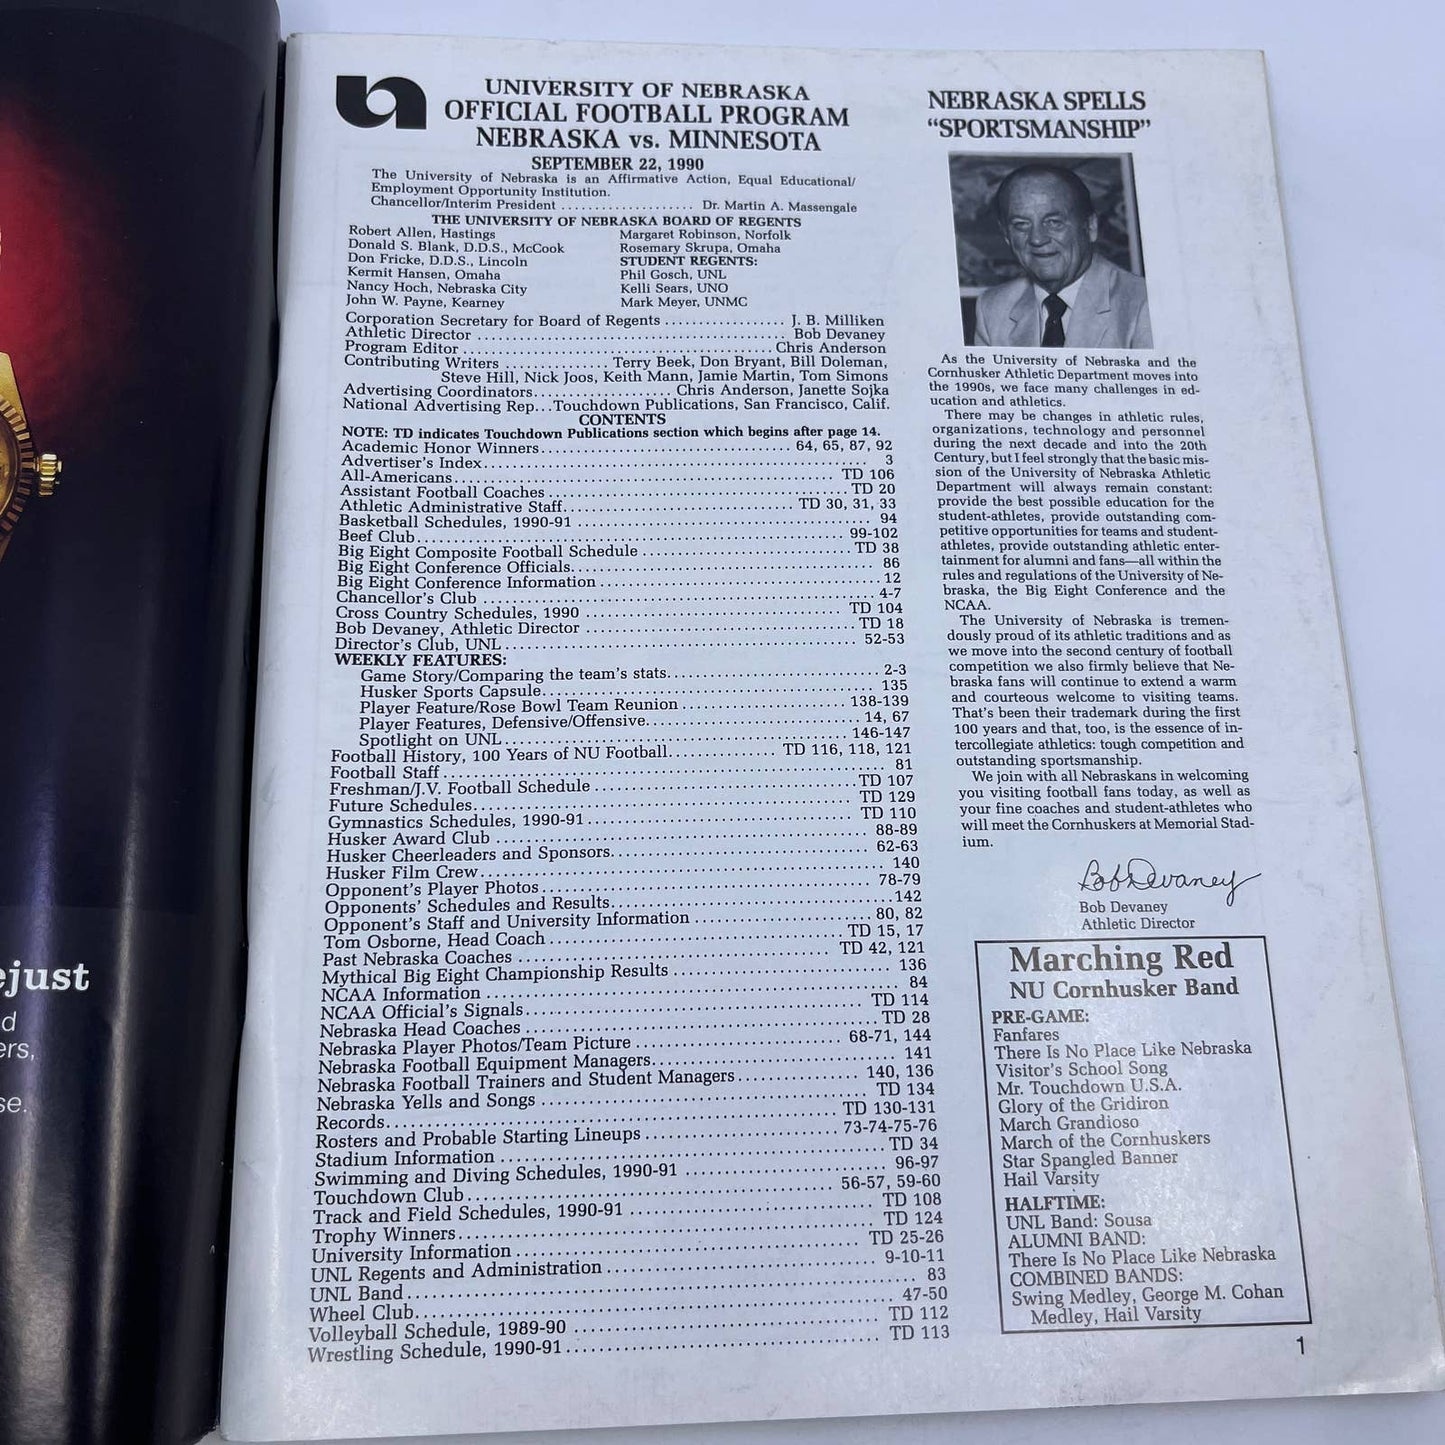 ejust
d
ers,
se.
UNIVERSITY OF NEBRASKA
OFFICIAL FOOTBALL PROGRAM
NEBRASKA vs. MINNESOTA
SEPTEMBER 22, 1990
The University of Nebraska is an Affirmative Action, Equal Educational/
Employment Opportunity Institution.
Chancellor/Interim President .................... Dr. Martin A. Massengale
THE UNIVERSITY OF NEBRASKA BOARD OF REGENTS
Robert Allen, Hastings
Donald S. Blank, D.D.S., McCook
Don Fricke, D.D.S., Lincoln
Kermit Hansen, Omaha
Nancy Hoch, Nebraska City
John W. Payne, Kearney
Margaret Robinson, Norfolk
Rosemary Skrupa, Omaha
STUDENT REGENTS:
Phil Gosch, UNL
Kelli Sears, UNO
Mark Meyer, UNMC
Corporation Secretary for Board of Regents ................. J. B. Milliken
Athletic Director ............................................ Bob Devaney
Program Editor ............................................ Chris Anderson
Contributing Writers ............... Terry Beek, Don Bryant, Bill Doleman,
Steve Hill, Nick Joos, Keith Mann, Jamie Martin, Tom Simons
Advertising Coordinators.................... Chris Anderson, Janette Sojka
National Advertising Rep...Touchdown Publications, San Francisco, Calif.
CONTENTS
NOTE: TD indicates Touchdown Publications section which begins after page 14.
Academic Honor Winners.................................... 64, 65, 87, 92
Advertiser's Index....................................................... 3
All-Americans....................................................... TD 106
Assistant Football Coaches ........................................... TD 20
Athletic Administrative Staff................................. TD 30, 31, 33
Basketball Schedules, 1990-91 ........................................... 94
Beef Club............................................................. 99-102
Big Eight Composite Football Schedule .............................. TD 38
Big Eight Conference Officials........................................... 86
Big Eight Conference Information ........................................ 12
Chancellor's Club ....................................................... 4-7
Cross Country Schedules, 1990 ..................................... TD 104
Bob Devaney, Athletic Director ....................................... TD 18
Director's Club, UNL .................................................. 52-53
WEEKLY FEATURES:
Game Story/Comparing the team's stats............................... 2-3
Husker Sports Capsule................................................ 135
Player Feature/Rose Bowl Team Reunion ........................ 138-139
Player Features, Defensive/Offensive............................... 14, 67
Spotlight on UNL.................................................. 146-147
Football History, 100 Years of NU Football............... TD 116, 118, 121
Football Staff ............................................................ 81
Freshman/J.V. Football Schedule ..................................... TD 107
Future Schedules...................................................... TD 129
Gymnastics Schedules, 1990-91...................................... TD 110
Husker Award Club ................................................... 88-89
Husker Cheerleaders and Sponsors..................................... 62-63
Husker Film Crew....................................................... 140
Opponent's Player Photos ............................................. 78-79
Opponents' Schedules and Results....................................... 142
Opponent's Staff and University Information ........................ 80, 82
Tom Osborne, Head Coach ........................................ TD 15, 17
Past Nebraska Coaches .......................................... TD 42, 121
Mythical Big Eight Championship Results ............................. 136
NCAA Information ....................................................... 84
NCAA Official's Signals.............................................. TD 114
Nebraska Head Coaches ............................................... TD 28
Nebraska Player Photos/Team Picture ........................... 68-71, 144
Nebraska Football Equipment Managers................................. 141
Nebraska Football Trainers and Student Managers.............. 140, 136
Nebraska Yells and Songs ........................................... TD 134
Records........................................................... TD 130-131
Rosters and Probable Starting Lineups ........................ 73-74-75-76
Stadium Information .................................................. TD 34
Swimming and Diving Schedules, 1990-91 ............................. 96-97
Touchdown Club................................................. 56-57, 59-60
Track and Field Schedules, 1990-91 ................................. TD 108
Trophy Winners...................................................... TD 124
University Information ............................................. TD 25-26
UNL Regents and Administration .................................... 9-10-11
UNL Band ............................................................... 83
Wheel Club............................................................ 47-50
Volleyball Schedule, 1989-90 ........................................ TD 112
Wrestling Schedule, 1990-91.......................................... TD 113
NEBRASKA SPELLS
"SPORTSMANSHIP"
As the University of Nebraska and the
Cornhusker Athletic Department moves into
the 1990s, we face many challenges in ed-
ucation and athletics.
There may be changes in athletic rules,
organizations, technology and personnel
during the next decade and into the 20th
Century, but I feel strongly that the basic mis-
sion of the University of Nebraska Athletic
Department will always remain constant:
provide the best possible education for the
student-athletes, provide outstanding com-
petitive opportunities for teams and student-
athletes, provide outstanding athletic enter-
tainment for alumni and fans—all within the
rules and regulations of the University of Ne-
braska, the Big Eight Conference and the
NCAA.
The University of Nebraska is tremen-
dously proud of its athletic traditions and as
we move into the second century of football
competition we also firmly believe that Ne-
braska fans will continue to extend a warm
and courteous welcome to visiting teams.
That's been their trademark during the first
100 years and that, too, is the essence of in-
tercollegiate athletics: tough competition and
outstanding sportsmanship.
We join with all Nebraskans in welcoming
you visiting football fans today, as well as
your fine coaches and student-athletes who
will meet the Cornhuskers at Memorial Stad-
ium.
Bob Devaney
Bob Devaney
Athletic Director
Marching Red
NU Cornhusker Band
PRE-GAME:
Fanfares
There Is No Place Like Nebraska
Visitor's School Song
Mr. Touchdown U.S.A.
Glory of the Gridiron
March Grandioso
March of the Cornhuskers
Star Spangled Banner
Hail Varsity
HALFTIME:
UNL Band: Sousa
ALUMNI BAND:
There Is No Place Like Nebraska
COMBINED BANDS:
Swing Medley, George M. Cohan
Medley, Hail Varsity
1